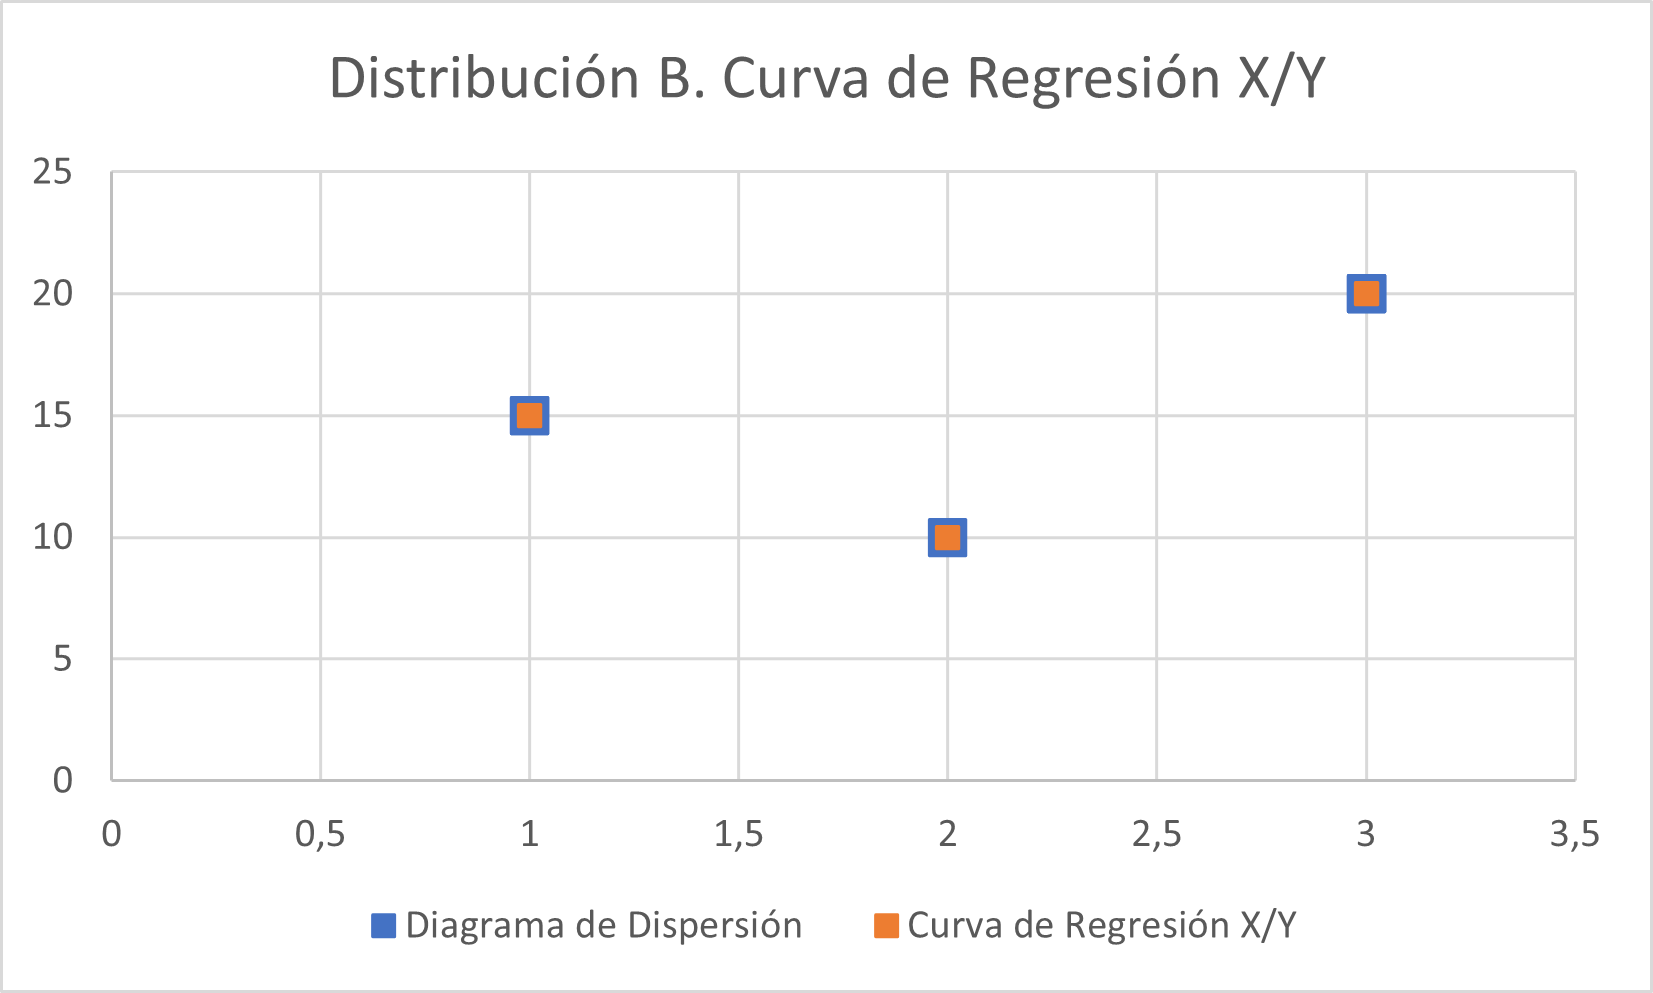 Distribución B. Curva de Regresión X/Y
25
20
15
10
5
0
0 0,5 1 1,5 2 2,5 3 3,5
Diagrama de Dispersión Curva de Regresión X/Y